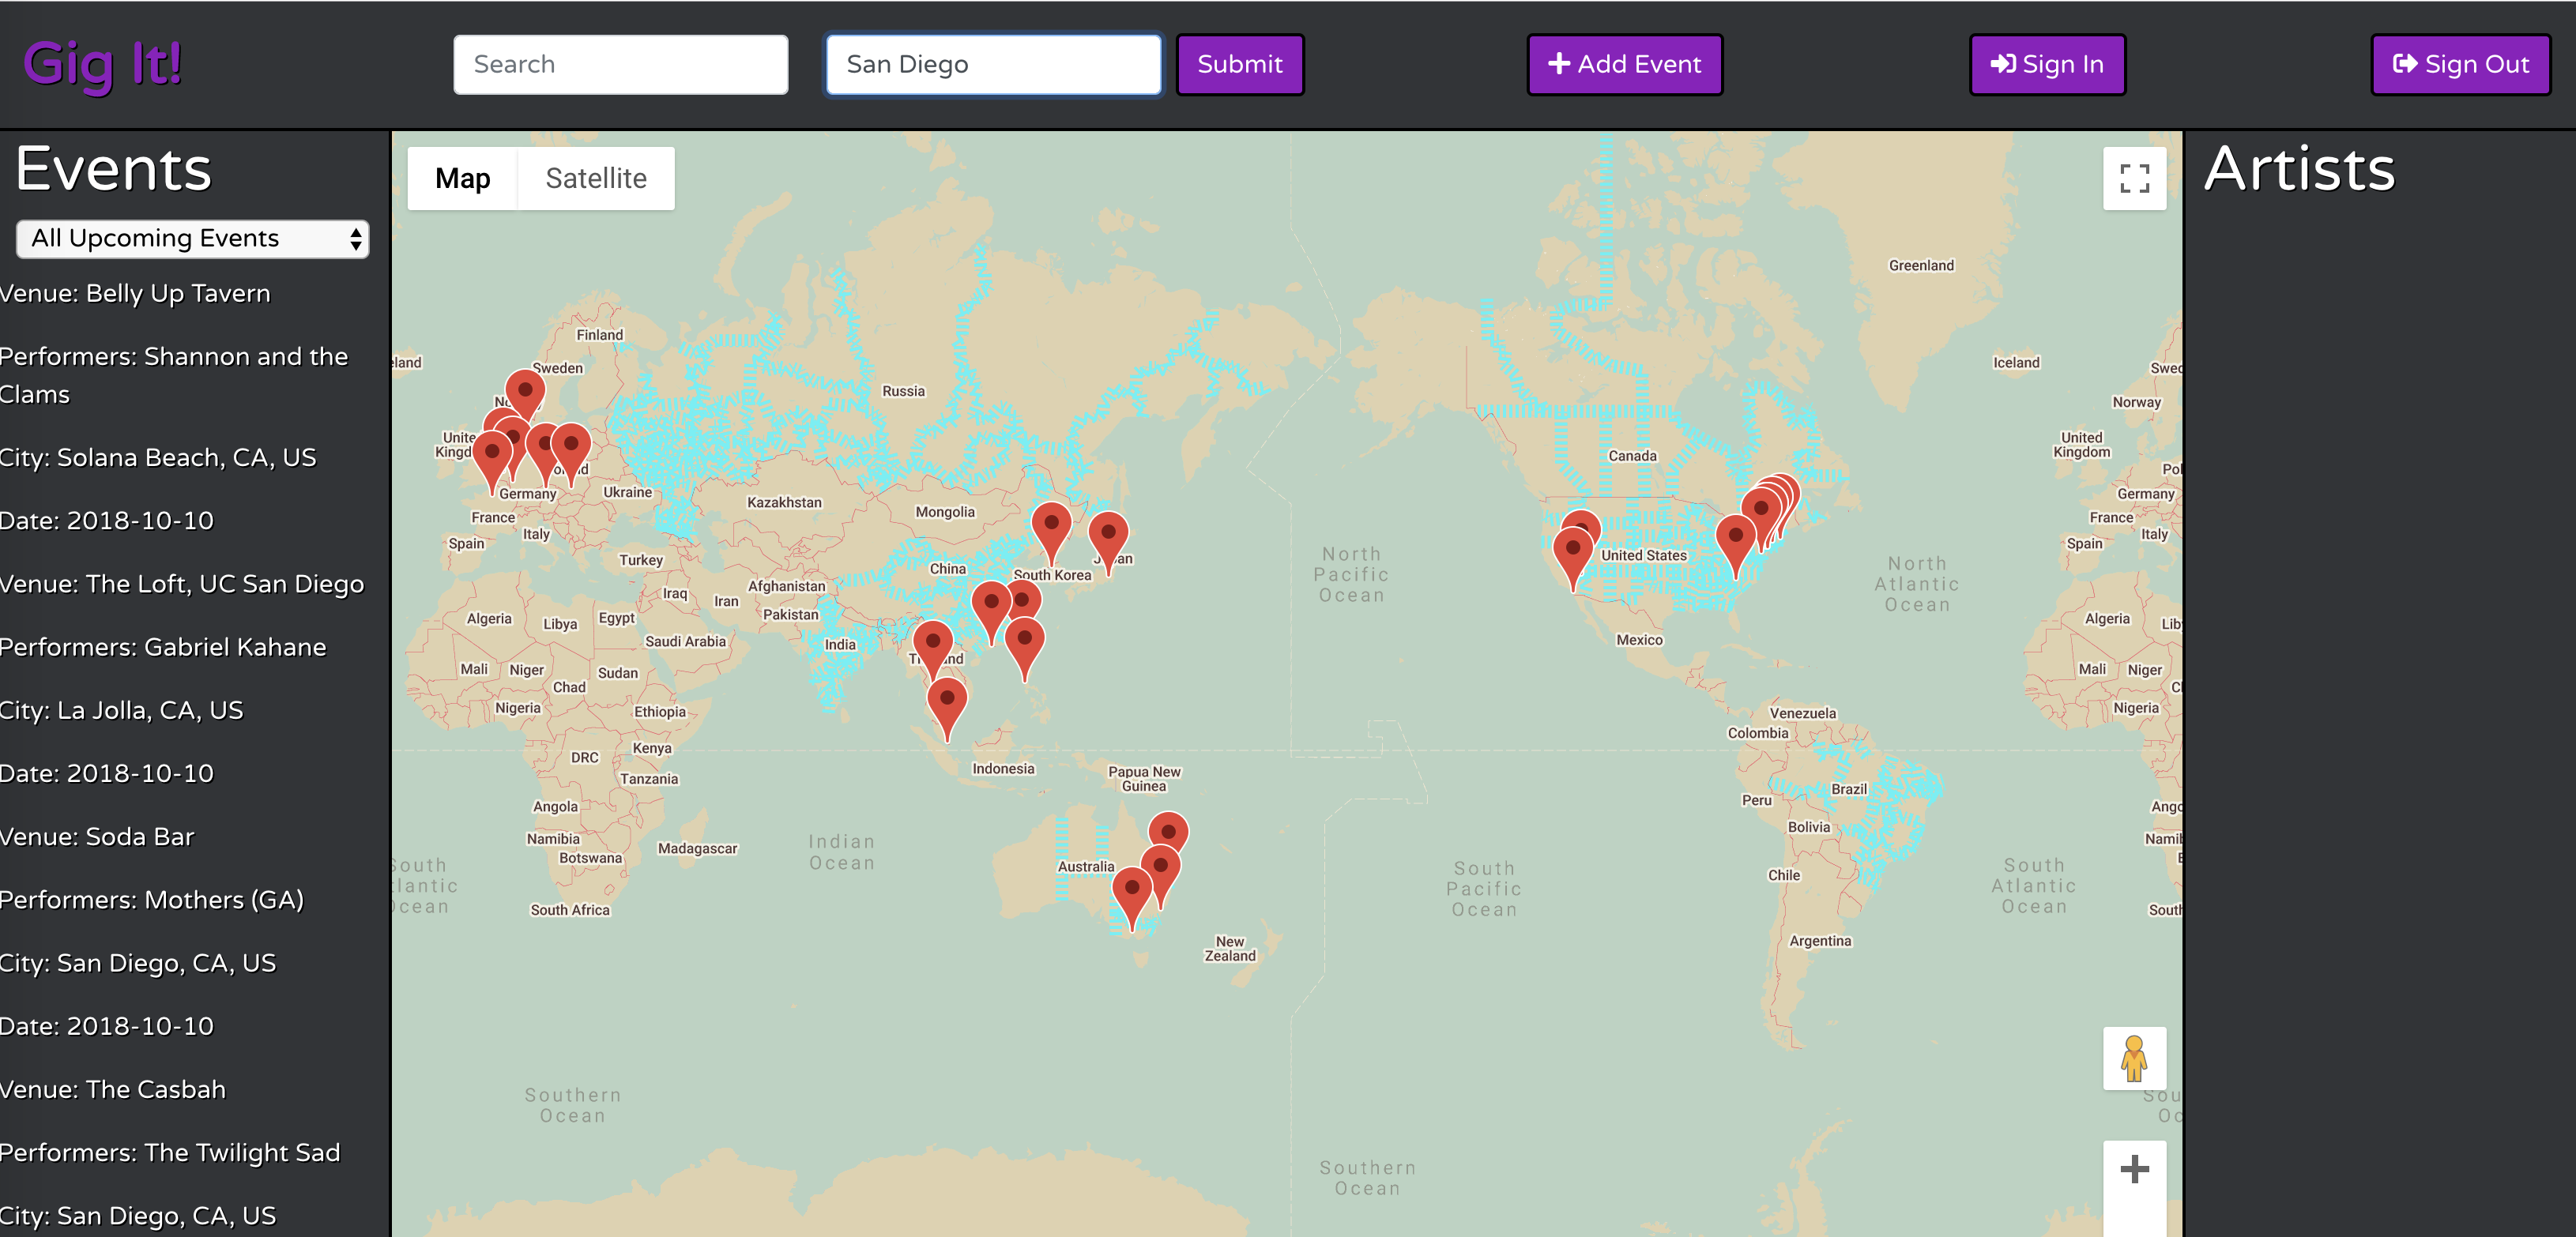 Gig It!
Search
San Diego
Submit
Add Event
Sign In
Sign Out
Events
All Upcoming Events
Venue: Belly Up Tavern
Performers: Shannon and the
Clams
City: Solana Beach, CA, US
Date: 2018-10-10
Venue: The Loft, UC San Diego
Performers: Gabriel Kahane
City: La Jolla, CA, US
Date: 2018-10-10
Venue: Soda Bar
Performers: Mothers (GA)
City: San Diego, CA, US
Date: 2018-10-10
Venue: The Casbah
Performers: The Twilight Sad
City: San Diego, CA, US
Map
Satellite
Greenland
Finland
Iceland
Sweden
Russia
Norway
United
Kingdom
Canada
Germany
Ukraine
Kazakhstan
Mongolia
France
Italy
Spain
Turkey
China
South Korea
United States
North
Pacific
Ocean
North
Atlantic
Ocean
Germany
France
Italy
Spain
Afghanistan
Iraq
Iran
Pakistan
Algeria
Libya
Egypt
Saudi Arabia
India
Mexico
Algeria
Mali
Niger
Sudan
Chad
Nigeria
Ethiopia
Mali
Niger
Nigeria
Venezuela
Colombia
DRC
Kenya
Tanzania
Indonesia
Papua New
Guinea
Peru
Brazil
Angola
Namibia
Botswana
Madagascar
South Africa
Indian
Ocean
Australia
Bolivia
Chile
South
Pacific
Ocean
South
Atlantic
Ocean
New
Zealand
Argentina
Southern
Ocean
Southern
Ocean
Artists